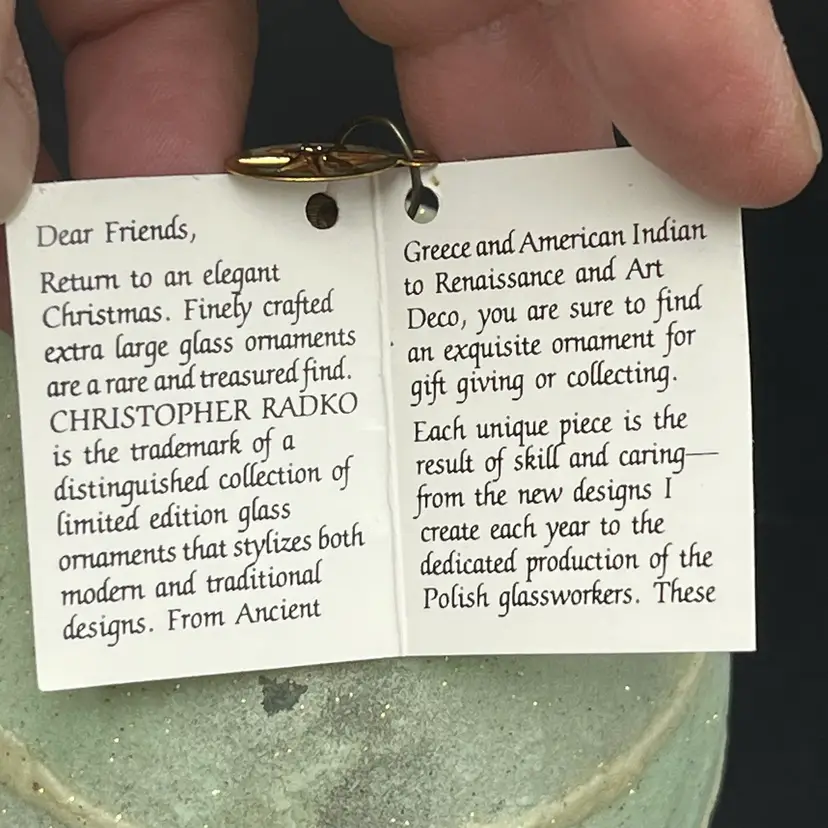 Dear Friends,
Return to an elegant
Christmas. Finely crafted
extra large glass ornaments
are a rare and treasured find.
CHRISTOPHER RADKO
is the trademark of a
distinguished collection of
limited edition glass
ornaments that stylizes both
modern and traditional
designs. From Ancient
Greece and American Indian
to Renaissance and Art
Deco, you are sure to find
an exquisite ornament for
gift giving or collecting.
Each unique piece is the
result of skill and caring—
from the new designs I
create each year to the
dedicated production of the
Polish glassworkers. These